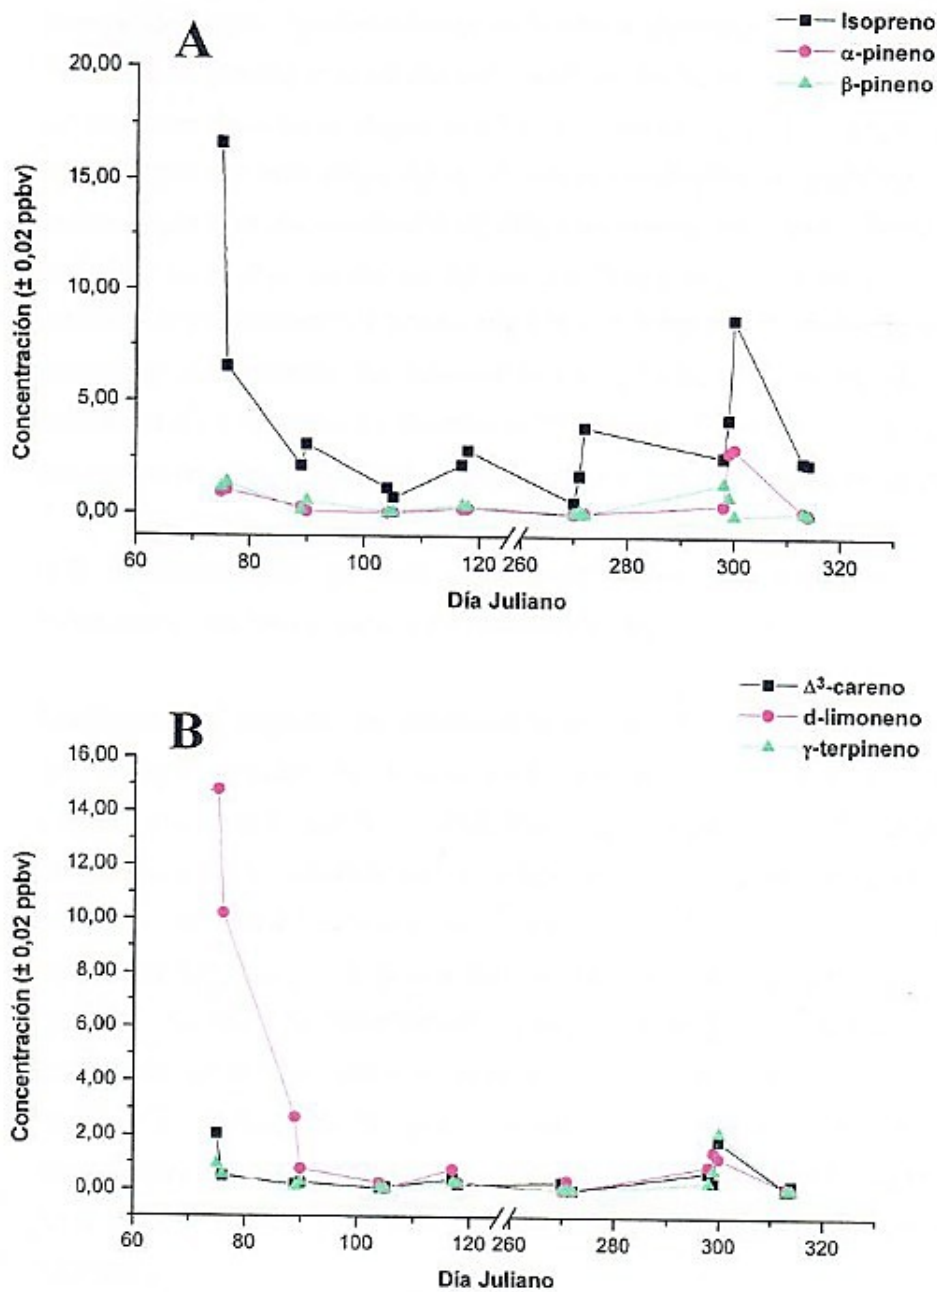 A
Isopreno
α-pineno
β-pineno
20,00
15,00
10,00
5,00
0,00
Concentración (± 0,02 ppbv)
60 80 100 120 260 280 300 320
Día Juliano
B
Δ³-careno
d-limoneno
γ-terpineno
16,00
14,00
12,00
10,00
8,00
6,00
4,00
2,00
0,00
Concentración (± 0,02 ppbv)
60 80 100 120 260 280 300 320
Día Juliano